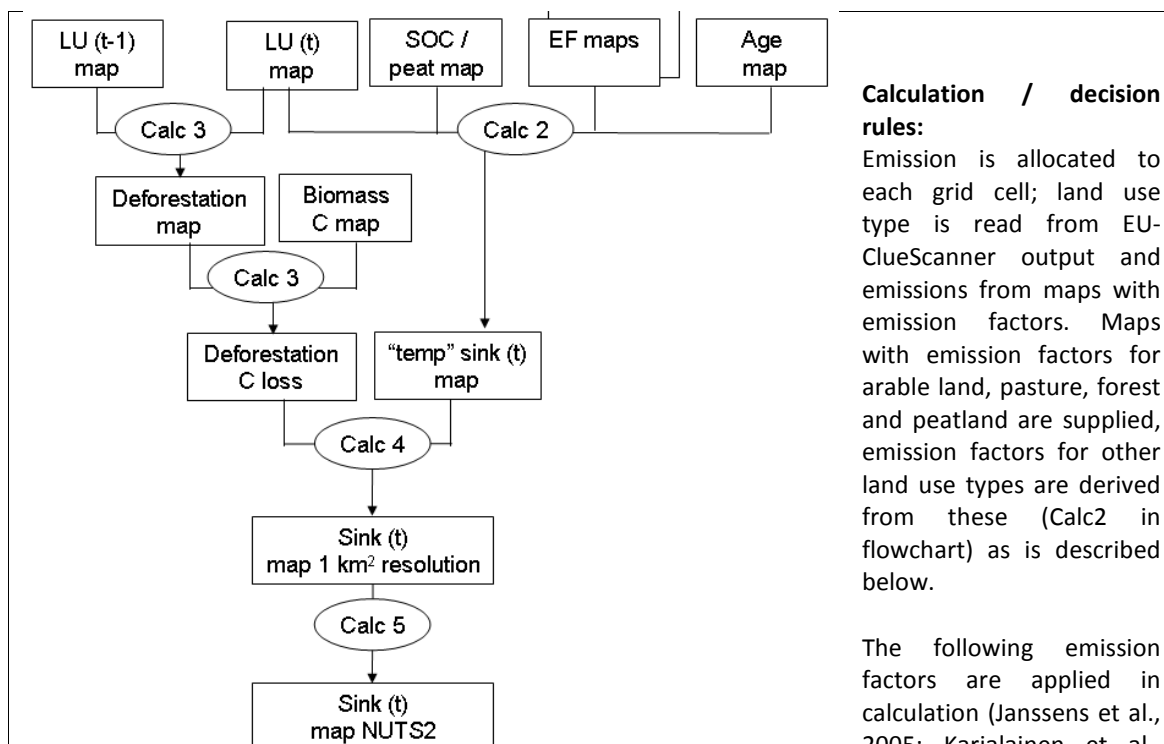 LU (t-1)
map
LU (t)
map
SOC /
peat map
EF maps
Age
map
Calc 3
Calc 2
Deforestation
map
Biomass
C map
Calc 3
Deforestation
C loss
“temp” sink (t)
map
Calc 4
Sink (t)
map 1 km² resolution
Calc 5
Sink (t)
map NUTS2
Calculation / decision
rules:
Emission is allocated to
each grid cell; land use
type is read from EU-
ClueScanner output and
emissions from maps with
emission factors. Maps
with emission factors for
arable land, pasture, forest
and peatland are supplied,
emission factors for other
land use types are derived
from these (Calc2 in
flowchart) as is described
below.
The following emission
factors are applied in
calculation (Janssens et al.,
2005; Karjalainen et al.,